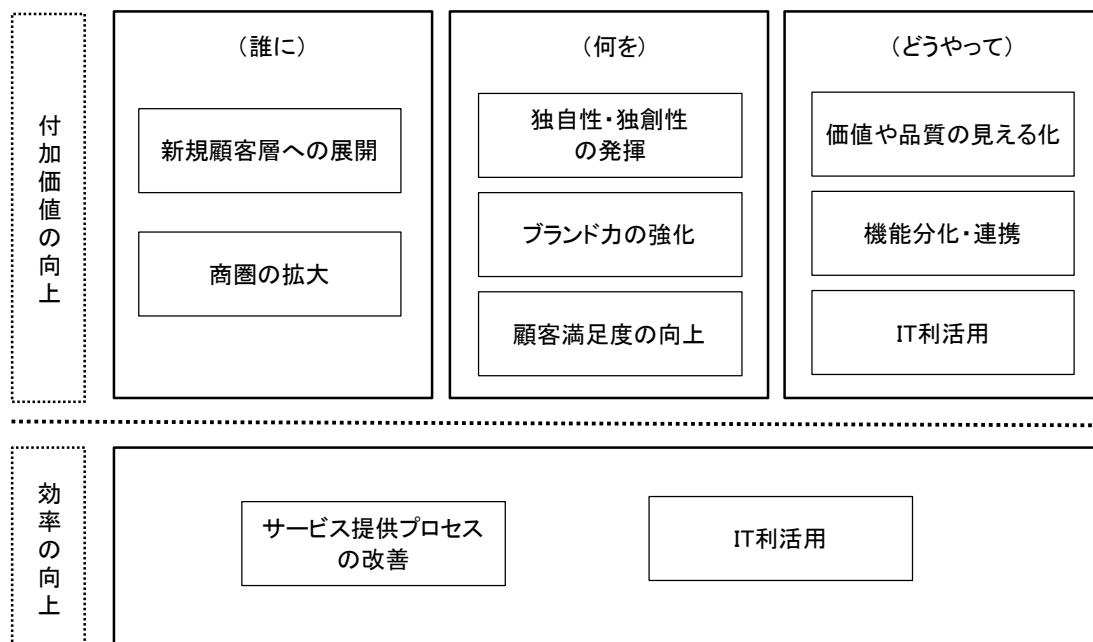 付加価値の向上
（誰に）
新規顧客層への展開
商圏の拡大
（何を）
独自性・独創性
の発揮
ブランド力の強化
顧客満足度の向上
（どうやって）
価値や品質の見える化
機能分化・連携
IT利活用
効率の向上
サービス提供プロセス
の改善
IT利活用